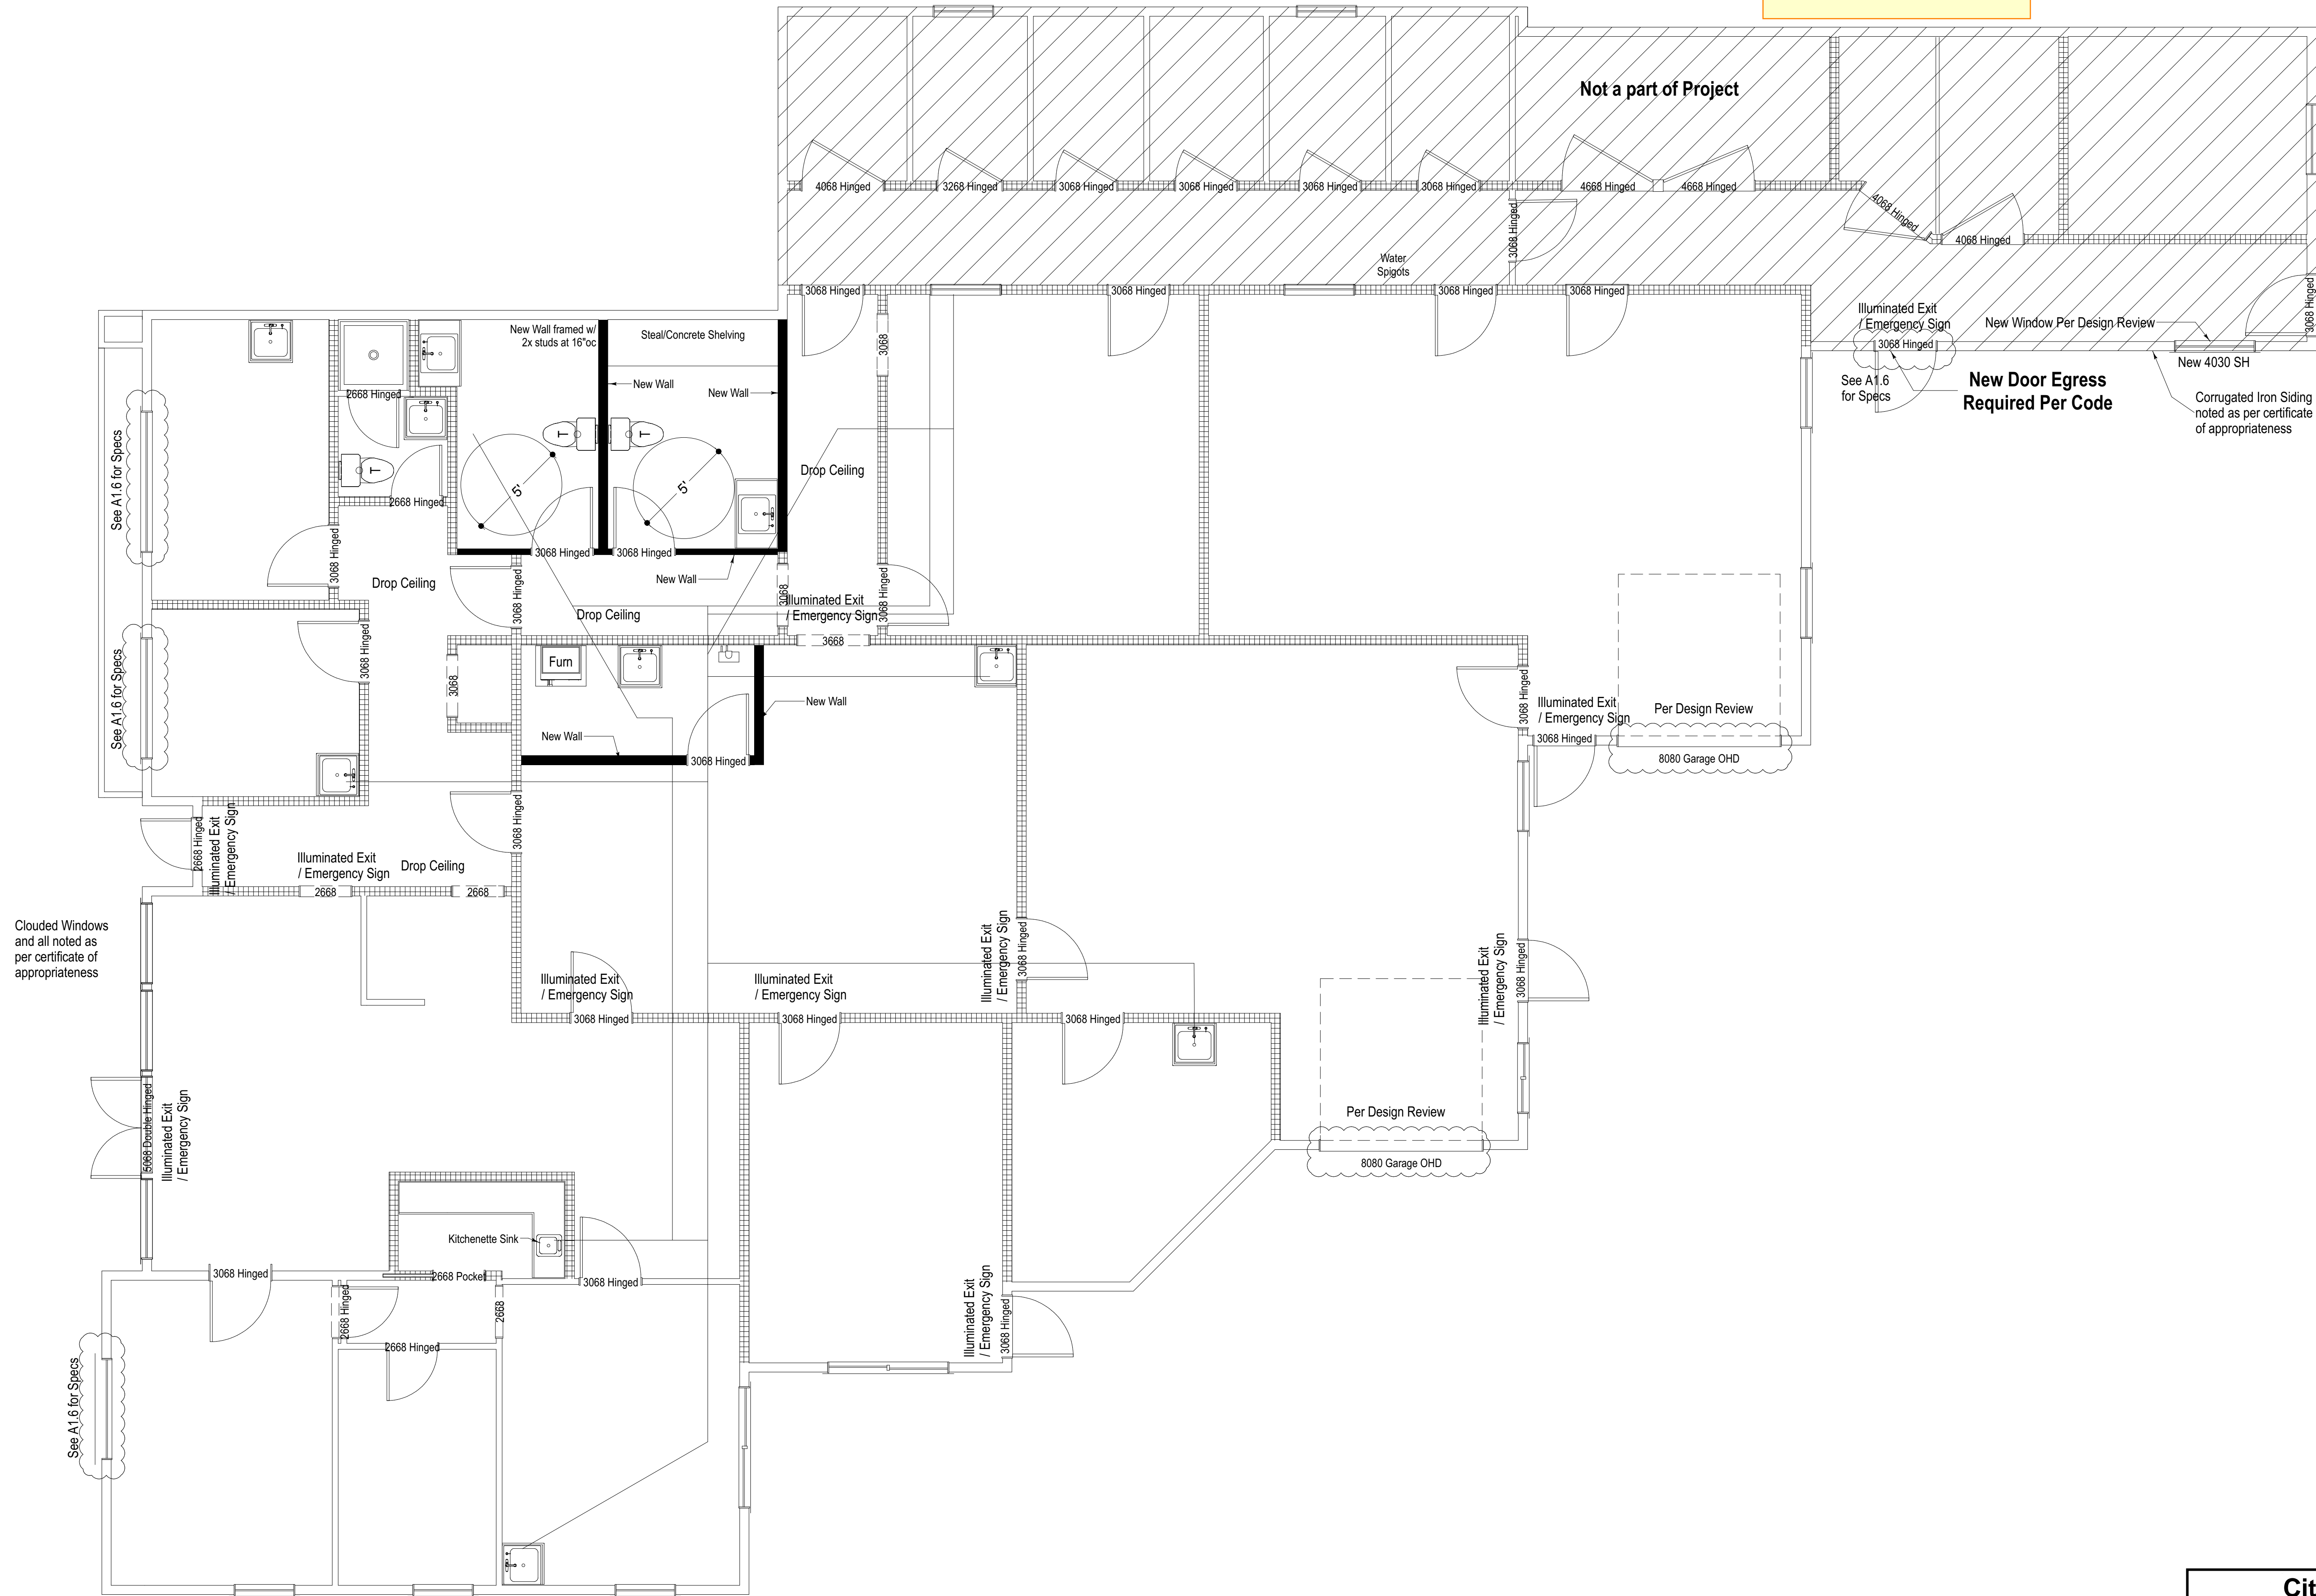 Not a part of Project
4068 Hinged
3268 Hinged
3068 Hinged
3068 Hinged
3068 Hinged
3068 Hinged
4668 Hinged
4668 Hinged
4068 Hinged
4068 Hinged
3068 Hinged
Water
Spigots
3068 Hinged
3068 Hinged
3068 Hinged
3068 Hinged
3068 Hinged
Illuminated Exit
/ Emergency Sign
3068 Hinged
New Window Per Design Review
New 4030 SH
See A1.6
for Specs
New Door Egress
Required Per Code
Corrugated Iron Siding
noted as per certificate
of appropriateness
New Wall framed w/
2x studs at 16"oc
Steal/Concrete Shelving
New Wall
New Wall
3068
2668 Hinged
T
T
T
See A1.6 for Specs
Drop Ceiling
5'
5'
2668 Hinged
3068 Hinged
3068 Hinged
3068 Hinged
Drop Ceiling
3068 Hinged
New Wall
3068
3068 Hinged
Illuminated Exit
/ Emergency Sign
Drop Ceiling
3668
3068 Hinged
See A1.6 for Specs
3068
Furn
New Wall
New Wall
3068 Hinged
3068 Hinged
Illuminated Exit
/ Emergency Sign
Per Design Review
3068 Hinged
8080 Garage OHD
2668 Hinged
Illuminated Exit
/ Emergency Sign
3068 Hinged
Illuminated Exit
/ Emergency Sign
Drop Ceiling
2668
2668
Clouded Windows
and all noted as
per certificate of
appropriateness
Illuminated Exit
/ Emergency Sign
3068 Hinged
Illuminated Exit
/ Emergency Sign
3068 Hinged
Illuminated Exit
/ Emergency Sign
Illuminated Exit
/ Emergency Sign
3068 Hinged
3068 Hinged
3068 Hinged
5068 Double Hinged
Illuminated Exit
/ Emergency Sign
Per Design Review
8080 Garage OHD
Kitchenette Sink
3068 Hinged
2668 Pocket
3068 Hinged
2668 Hinged
2668
2668 Hinged
Illuminated Exit
/ Emergency Sign
3068 Hinged
See A1.6 for Specs